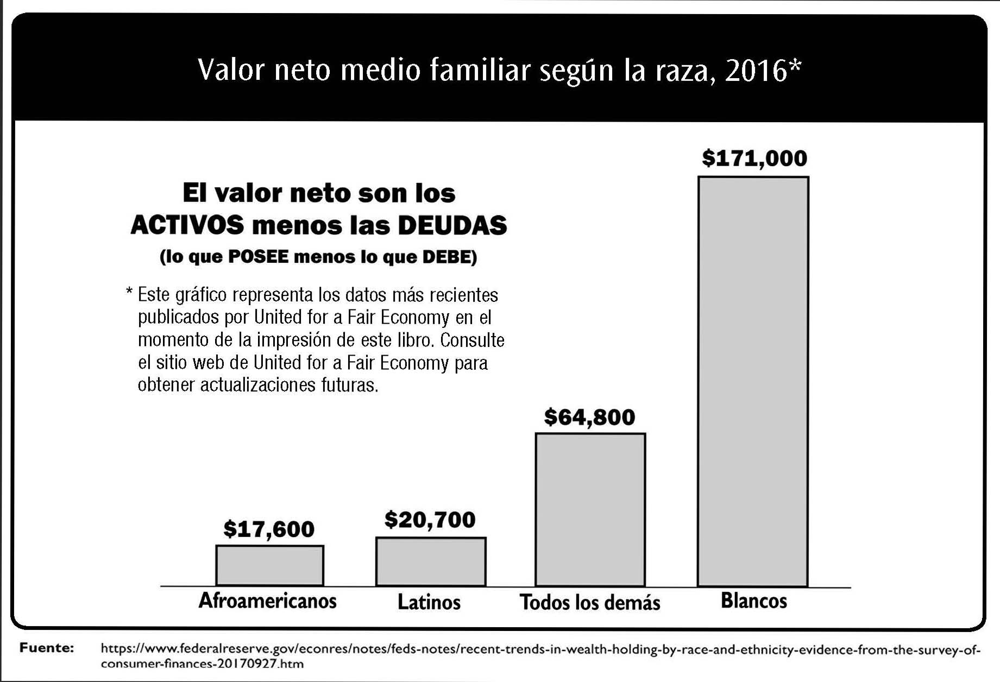 Valor neto medio familiar según la raza, 2016*
El valor neto son los
ACTIVOS menos las DEUDAS
(lo que POSEE menos lo que DEBE)
* Este gráfico representa los datos más recientes
publicados por United for a Fair Economy en el
momento de la impresión de este libro. Consulte
el sitio web de United for a Fair Economy para
obtener actualizaciones futuras.
$17,600
$20,700
$64,800
$171,000
Afroamericanos
Latinos
Todos los demás
Blancos
Fuente: https://www.federalreserve.gov/econres/notes/feds-notes/recent-trends-in-wealth-holding-by-race-and-ethnicity-evidence-from-the-survey-of-
consumer-finances-20170927.htm